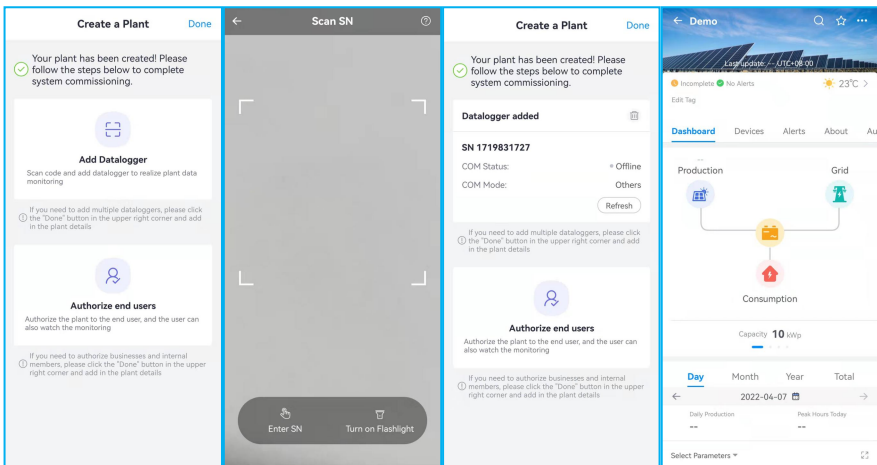 Create a Plant
Done
Your plant has been created! Please
follow the steps below to complete
system commissioning.
Add Datalogger
Scan code and add datalogger to realize plant data
monitoring
If you need to add multiple dataloggers, please click
the "Done" button in the upper right corner and add
in the plant details
Authorize end users
Authorize the plant to the end user, and the user can
also watch the monitoring
If you need to authorize businesses and internal
members, please click the "Done" button in the upper
right corner and add in the plant details
Scan SN
Enter SN
Turn on Flashlight
Create a Plant
Done
Your plant has been created! Please
follow the steps below to complete
system commissioning.
Datalogger added
SN 1719831727
COM Status:
Offline
COM Mode:
Others
Refresh
If you need to add multiple dataloggers, please click
the "Done" button in the upper right corner and add
in the plant details
Authorize end users
Authorize the plant to the end user, and the user can
also watch the monitoring
If you need to authorize businesses and internal
members, please click the "Done" button in the upper
right corner and add in the plant details
Demo
Last update: -- UTC+08:00
Incomplete No Alerts
23°C
Edit Tag
Dashboard Devices Alerts About Au
--
Production
Grid
Consumption
Capacity 10 kWp
Day Month Year Total
2022-04-07
Daily Production Peak Hours Today
-- --
Select Parameters